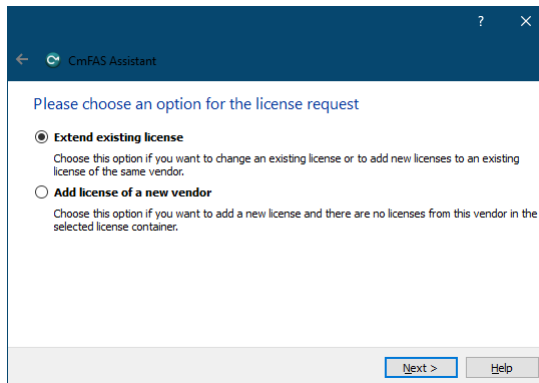 ?
CmFAS Assistant
Please choose an option for the license request
Extend existing license
Choose this option if you want to change an existing license or to add new licenses to an existing
license of the same vendor.
Add license of a new vendor
Choose this option if you want to add a new license and there are no licenses from this vendor in the
selected license container.
Next > Help